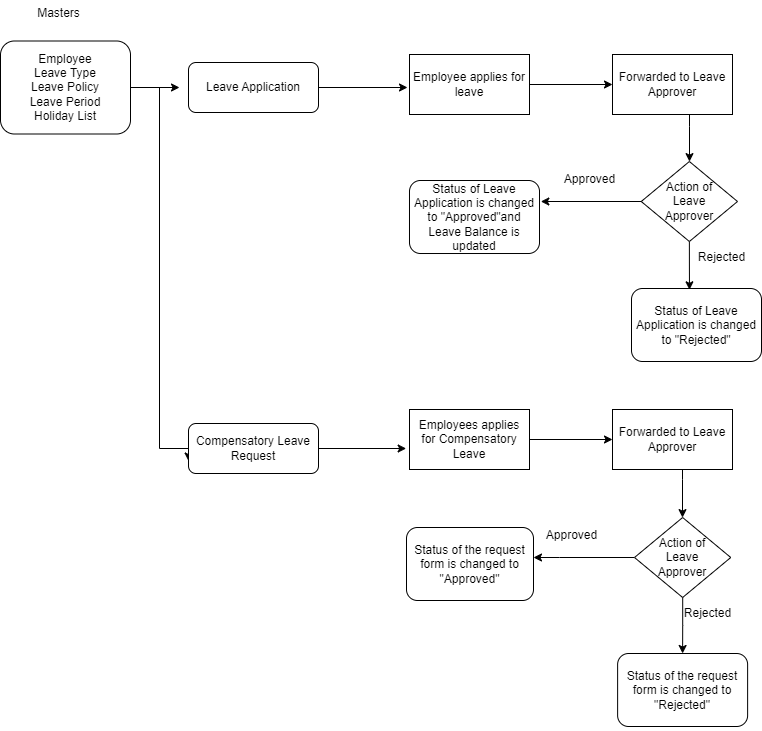 Masters
Employee
Leave Type
Leave Policy
Leave Period
Holiday List
Leave Application
Employee applies for
leave
Forwarded to Leave
Approver
Action of
Leave
Approver
Approved
Status of Leave
Application is changed
to "Approved"and
Leave Balance is
updated
Rejected
Status of Leave
Application is changed
to "Rejected"
Compensatory Leave
Request
Employees applies
for Compensatory
Leave
Forwarded to Leave
Approver
Action of
Leave
Approver
Approved
Status of the request
form is changed to
"Approved"
Rejected
Status of the request
form is changed to
"Rejected"